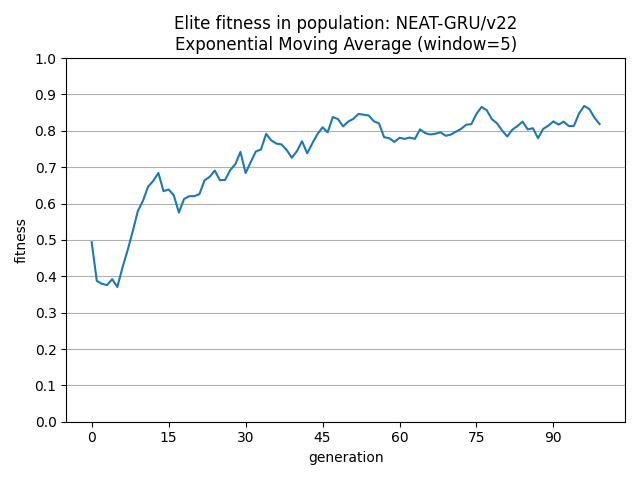 Elite fitness in population: NEAT-GRU/v22
Exponential Moving Average (window=5)
1.0
0.9
0.8
0.7
0.6
0.5
0.4
0.3
0.2
0.1
0.0
fitness
0 15 30 45 60 75 90
generation